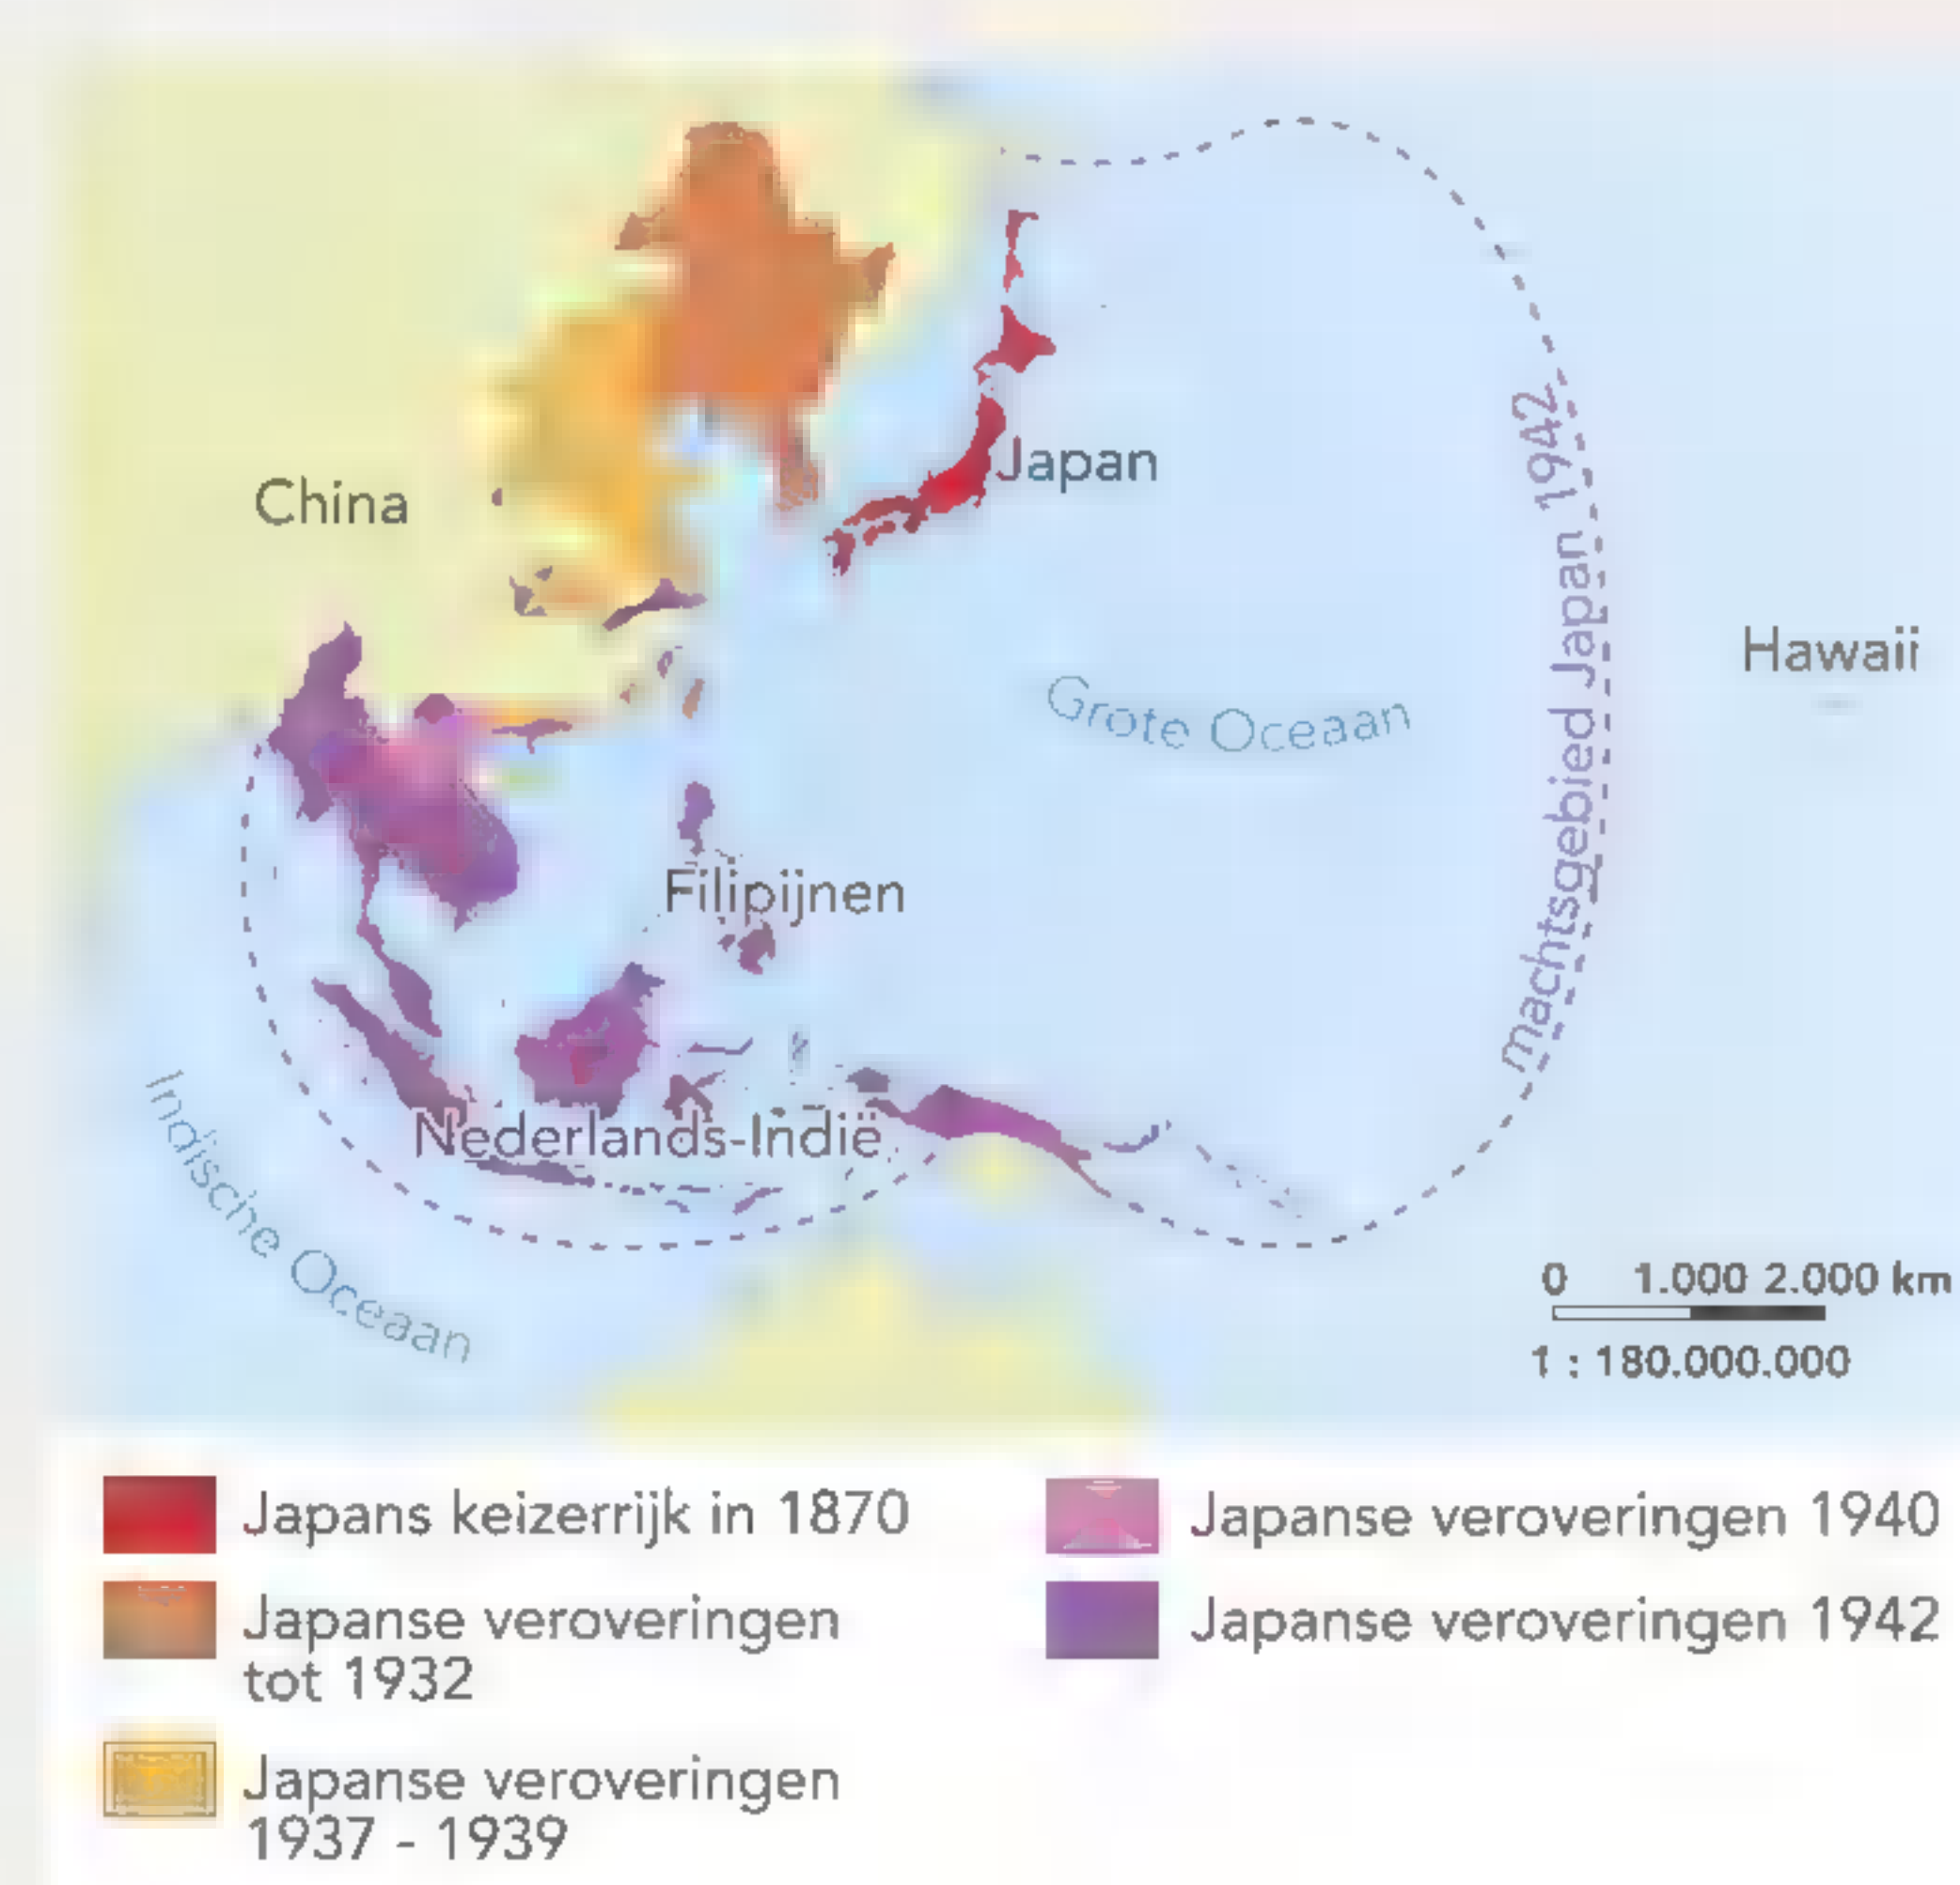 China
Japan
Hawaii
Grote Oceaan
machtsgebied Japan 1942
Filipijnen
Nederlands-Indië
Indische Oceaan
0 1.000 2.000 km
1 : 180.000.000
Japans keizerrijk in 1870
Japanse veroveringen
tot 1932
Japanse veroveringen
1937 - 1939
Japanse veroveringen 1940
Japanse veroveringen 1942